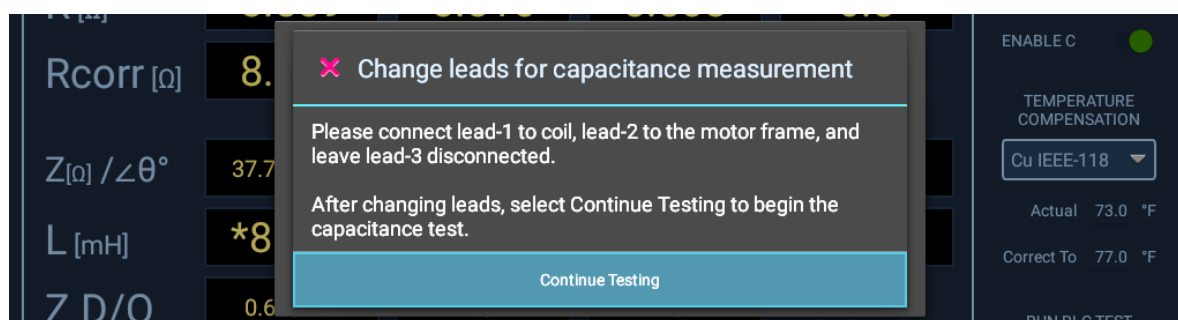 ENABLE C
Change leads for capacitance measurement
Rcorr [Ω] 8.
TEMPERATURE
COMPENSATION
Please connect lead-1 to coil, lead-2 to the motor frame, and
leave lead-3 disconnected.
Z[Ω] /∠θ° 37.7
Cu IEEE-118
After changing leads, select Continue Testing to begin the
capacitance test.
Actual 73.0 °F
L [mH] *8
Correct To 77.0 °F
Continue Testing
Z D/Q 0.6